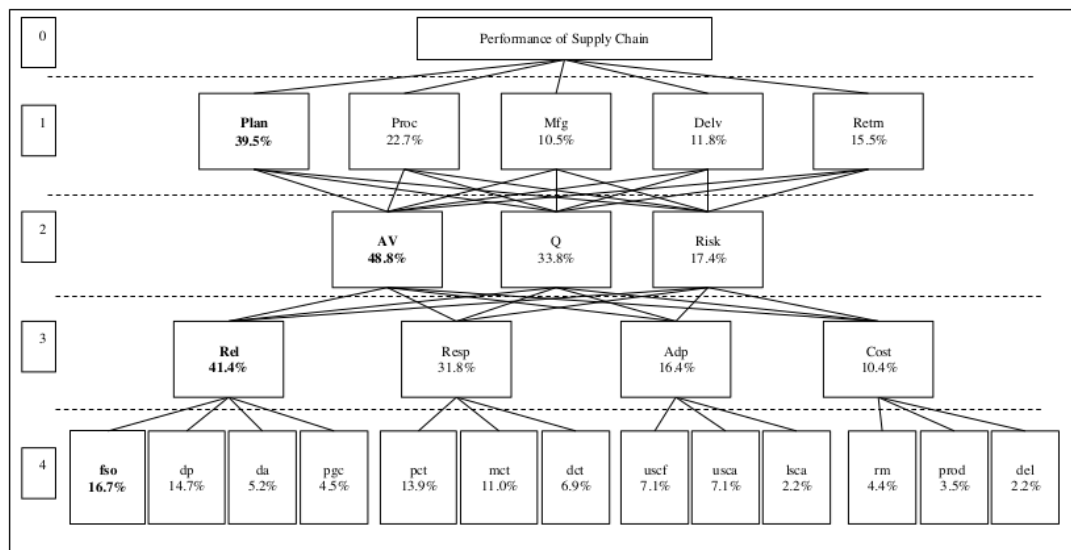 0
Performance of Supply Chain
1
Plan
39.5%
Proc
22.7%
Mfg
10.5%
Delv
11.8%
Retrn
15.5%
2
AV
48.8%
Q
33.8%
Risk
17.4%
3
Rel
41.4%
Resp
31.8%
Adp
16.4%
Cost
10.4%
4
fso
16.7%
dp
14.7%
da
5.2%
pgc
4.5%
pct
13.9%
mct
11.0%
dct
6.9%
uscf
7.1%
usca
7.1%
lsca
2.2%
rm
4.4%
prod
3.5%
del
2.2%